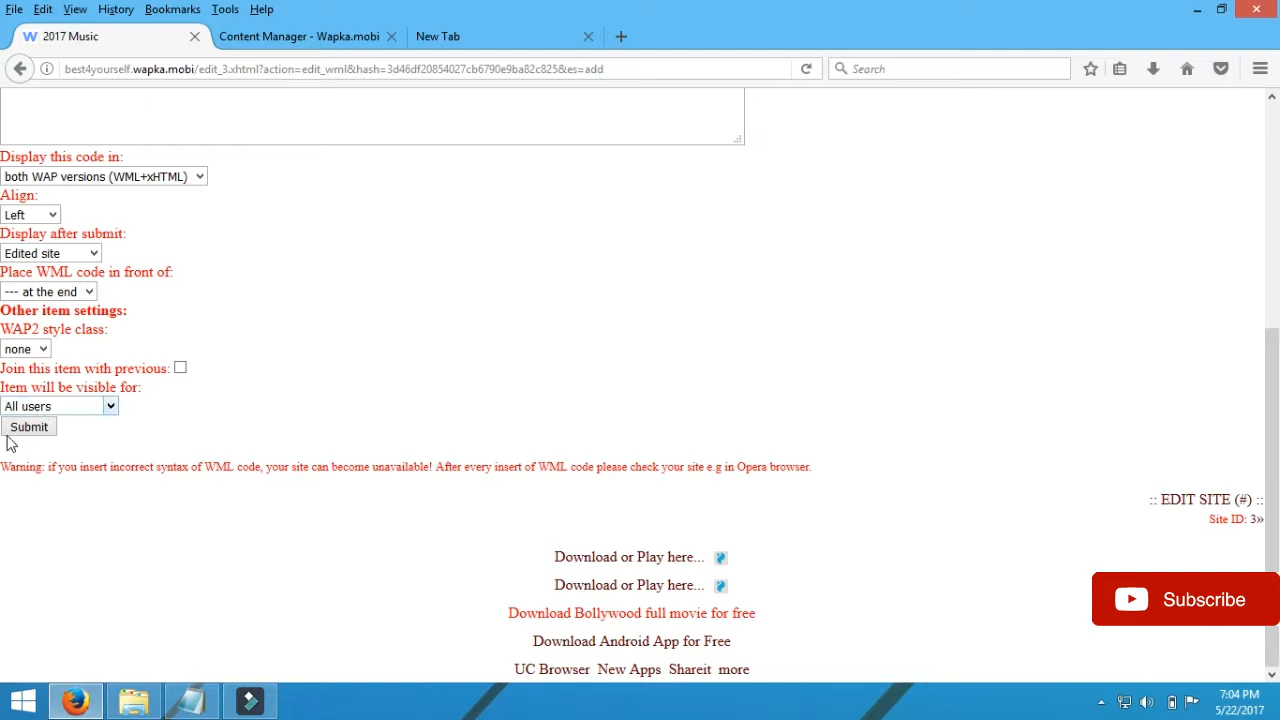 File Edit View History Bookmarks Tools Help
2017 Music
Content Manager - Wapka.mobi
New Tab
best4yourself.wapka.mobi/edit_3.xhtml?action=edit_wml&hash=3d46df20854027cb6790e9ba82c825&es=add
Search
Display this code in:
both WAP versions (WML+xHTML)
Align:
Left
Display after submit:
Edited site
Place WML code in front of:
--- at the end
Other item settings:
WAP2 style class:
none
Join this item with previous:
Item will be visible for:
All users
Submit
Warning: if you insert incorrect syntax of WML code, your site can become unavailable! After every insert of WML code please check your site e.g in Opera browser.
:: EDIT SITE (#) ::
Site ID: 3»
Download or Play here...
Download or Play here...
Subscribe
Download Bollywood full movie for free
Download Android App for Free
UC Browser New Apps Shareit more
7:04 PM
5/22/2017